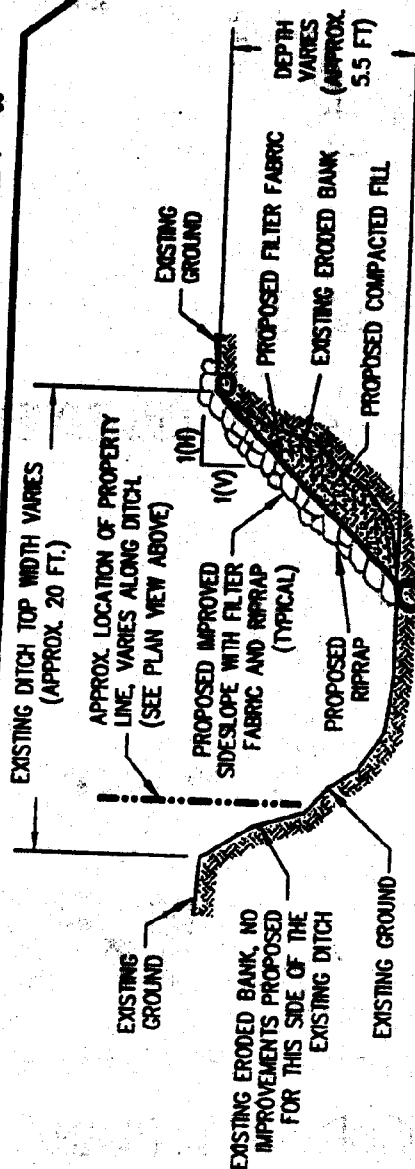 EXISTING DITCH TOP WIDTH VARIES
(APPROX. 20 FT.)
APPROX. LOCATION OF PROPERTY
LINE, VARIES ALONG DITCH.
(SEE PLAN VIEW ABOVE)
EXISTING
GROUND
EXISTING
GROUND
1(H)
1(V)
PROPOSED IMPROVED
SIDESLOPE WITH FILTER
FABRIC AND RIPRAP
(TYPICAL)
DEPTH
VARIES
(APPROX.
5.5 FT)
PROPOSED FILTER FABRIC
EXISTING ERODED BANK
PROPOSED COMPACTED FILL
PROPOSED
RIPRAP
EXISTING ERODED BANK, NO
IMPROVEMENTS PROPOSED
FOR THIS SIDE OF THE
EXISTING DITCH
EXISTING GROUND